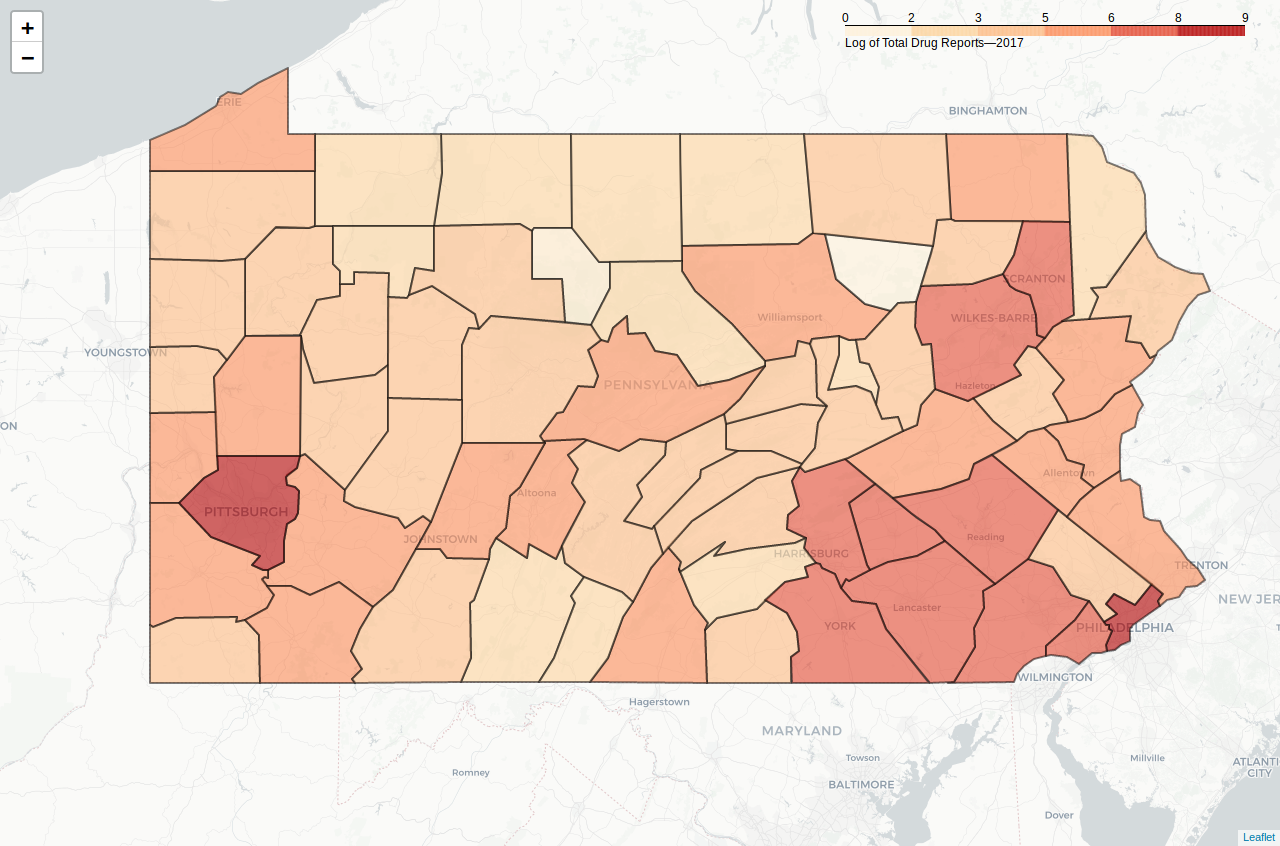 +
−
0 2 3 5 6 8 9
Log of Total Drug Reports—2017
ERIE
BINGHAMTON
SCRANTON
Williamsport
WILKES-BARRE
YOUNGSTOWN
PENNSYLVANIA
Hazleton
ON
Allentown
Altoona
PITTSBURGH
JOHNSTOWN
Reading
HARRISBURG
TRENTON
NEW JER
Lancaster
YORK
PHILADELPHIA
WILMINGTON
Hagerstown
MARYLAND
Towson
Millville
ATLANTI
CITY
Romney
BALTIMORE
Dover
Leaflet